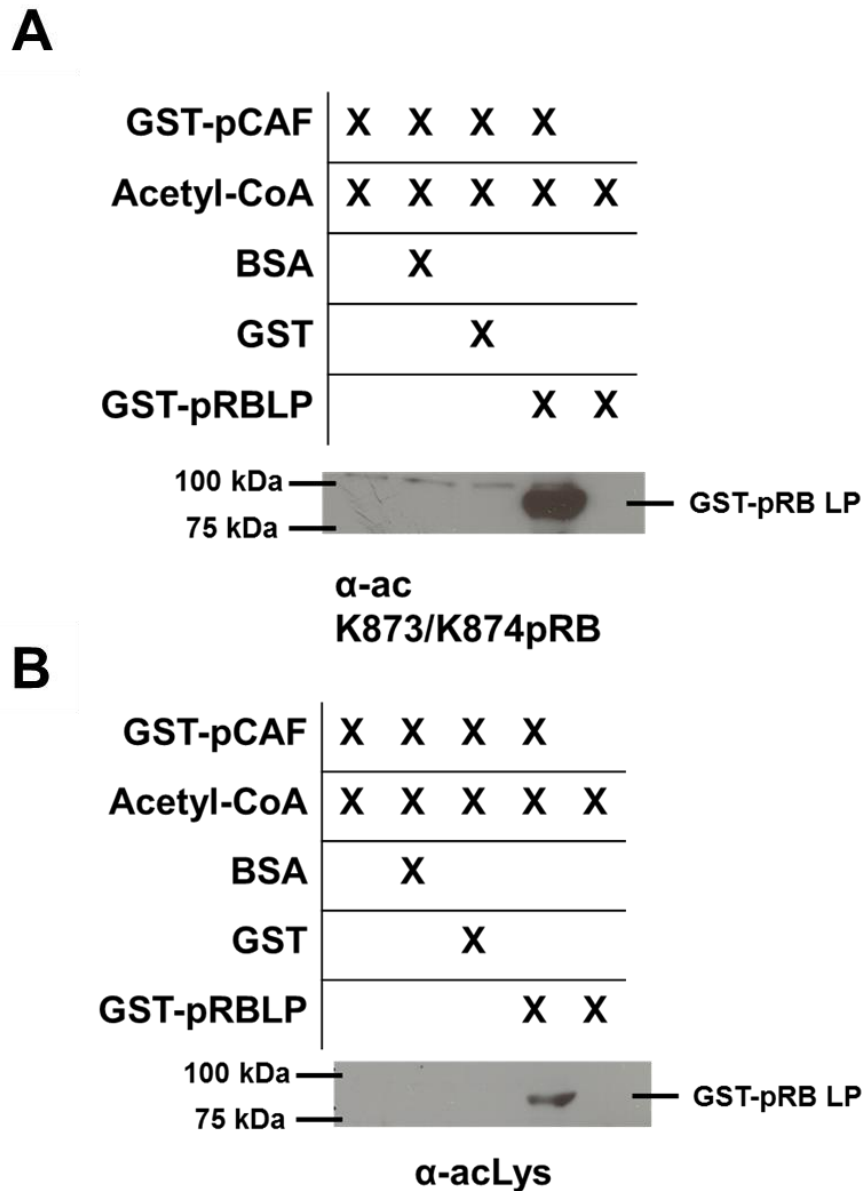 A
GST-pCAF X X X X
Acetyl-CoA X X X X X
BSA X
GST X
GST-pRBLP X X
100 kDa
GST-pRB LP
75 kDa
α-ac
K873/K874pRB
B
GST-pCAF X X X X
Acetyl-CoA X X X X X
BSA X
GST X
GST-pRBLP X X
100 kDa
GST-pRB LP
75 kDa
α-acLys